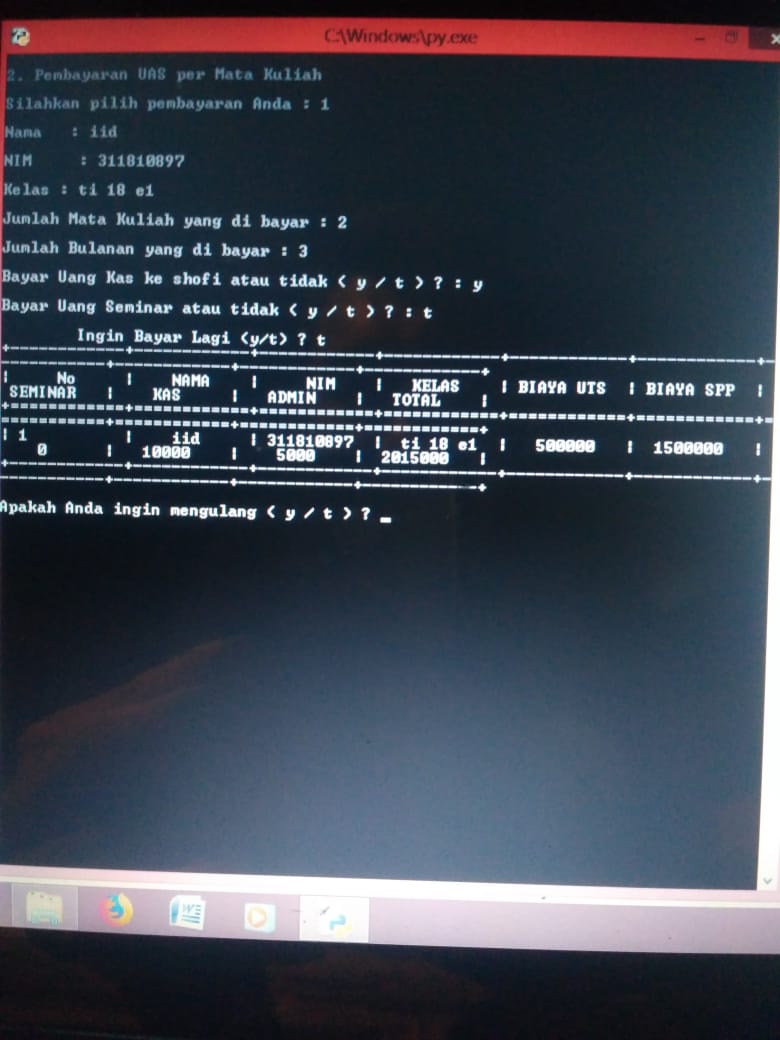 C:\Windows\py.exe
2. Pembayaran UAS per Mata Kuliah
Silahkan pilih pembayaran Anda : 1
Nama : iid
NIM : 311810897
Kelas : ti 18 e1
Jumlah Mata Kuliah yang di bayar : 2
Jumlah Bulanan yang di bayar : 3
Bayar Uang Kas ke shofi atau tidak ( y / t ) ? : y
Bayar Uang Seminar atau tidak ( y / t ) ? : t
Ingin Bayar Lagi (y/t) ? t
| No | NAMA | NIM | KELAS | BIAYA UTS | BIAYA SPP |
SEMINAR | KAS | ADMIN | TOTAL |
| 1 | iid | 311810897 | ti 18 e1 | 500000 | 1500000 |
0 | 10000 | 5000 | 2015000 |
Apakah Anda ingin mengulang ( y / t ) ? _